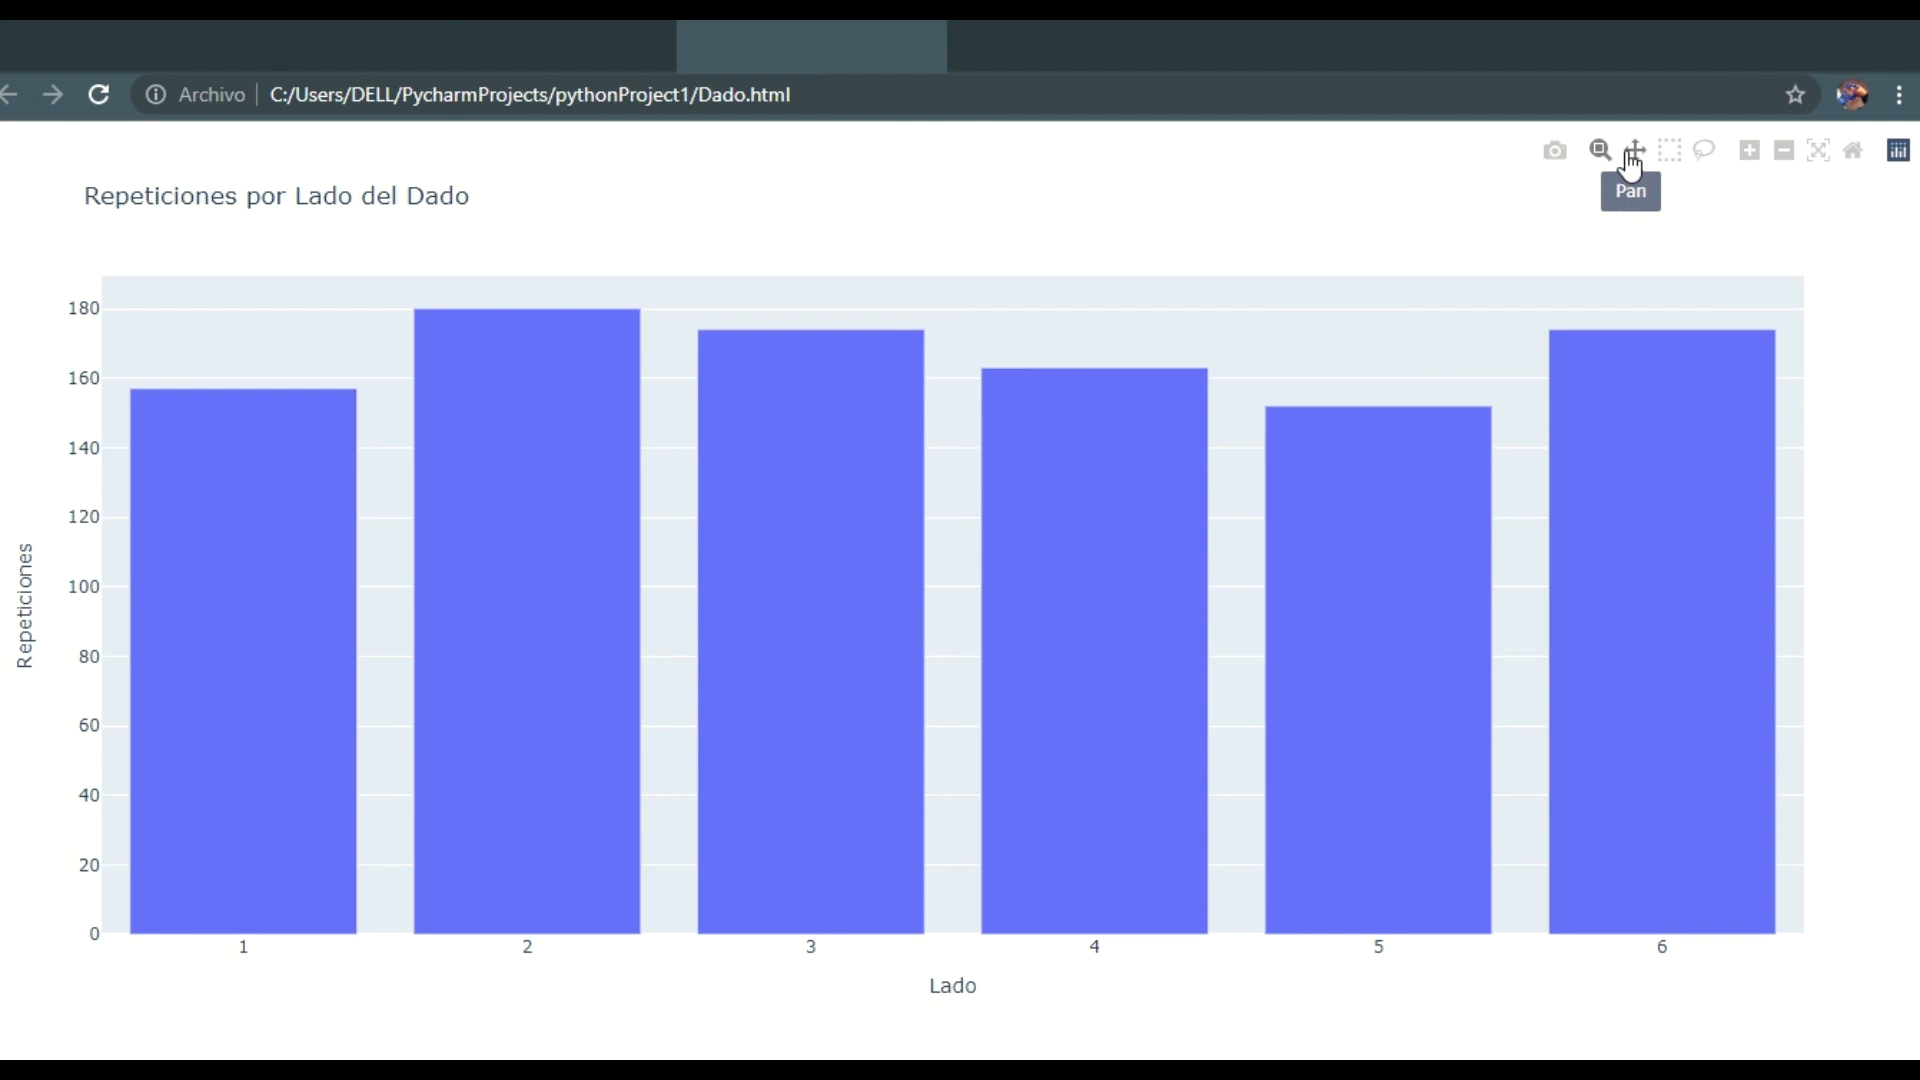 Archivo C:/Users/DELL/PycharmProjects/pythonProject1/Dado.html
Pan
Repeticiones por Lado del Dado
180
160
140
120
100
80
60
40
20
0
Repeticiones
1 2 3 4 5 6
Lado